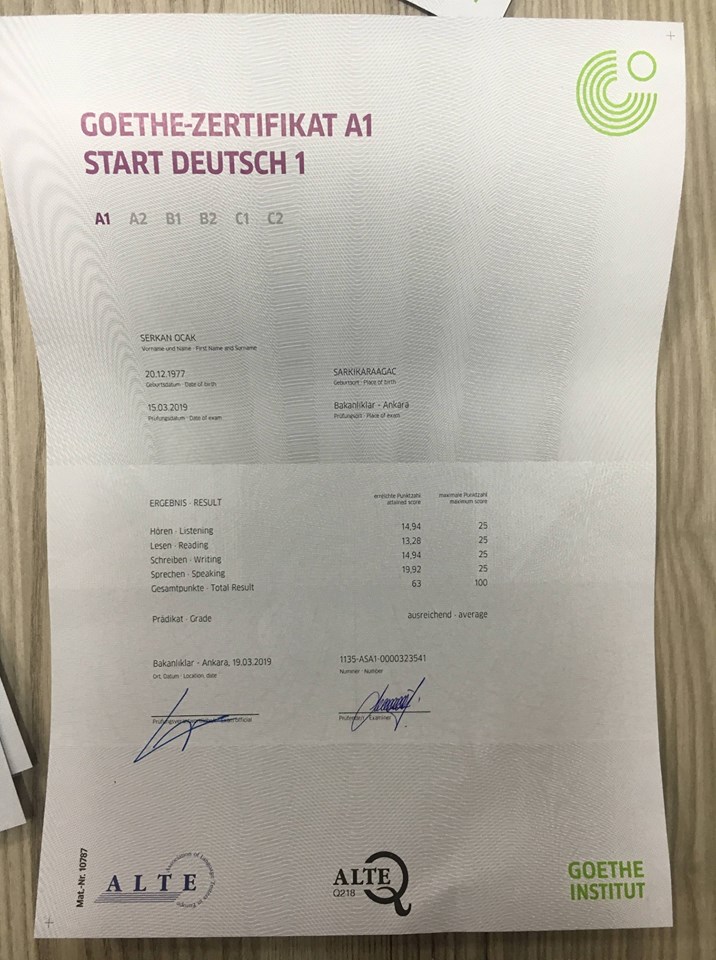 GOETHE-ZERTIFIKAT A1
START DEUTSCH 1
A1 A2 B1 B2 C1 C2
SERKAN OCAK
Vorname und Name · First Name and Surname
20.12.1977 SARKIKARAAGAC
Geburtsdatum · Date of birth Geburtsort · Place of birth
15.03.2019 Bakanlıklar - Ankara
Prüfungsdatum · Date of exam Prüfungsort · Place of exam
ERGEBNIS · RESULT erreichte Punktzahl maximale Punktzahl
attained score maximum score
Hören · Listening 14,94 25
Lesen · Reading 13,28 25
Schreiben · Writing 14,94 25
Sprechen · Speaking 19,92 25
Gesamtpunkte · Total Result 63 100
Prädikat · Grade ausreichend · average
Bakanlıklar - Ankara, 19.03.2019 1135-ASA1-0000323541
Ort, Datum · Location, date Nummer · Number
Examiner
Mat.-Nr. 10787
ALTE
Association of Language Testers in Europe
ALTE
Q218
GOETHE
INSTITUT